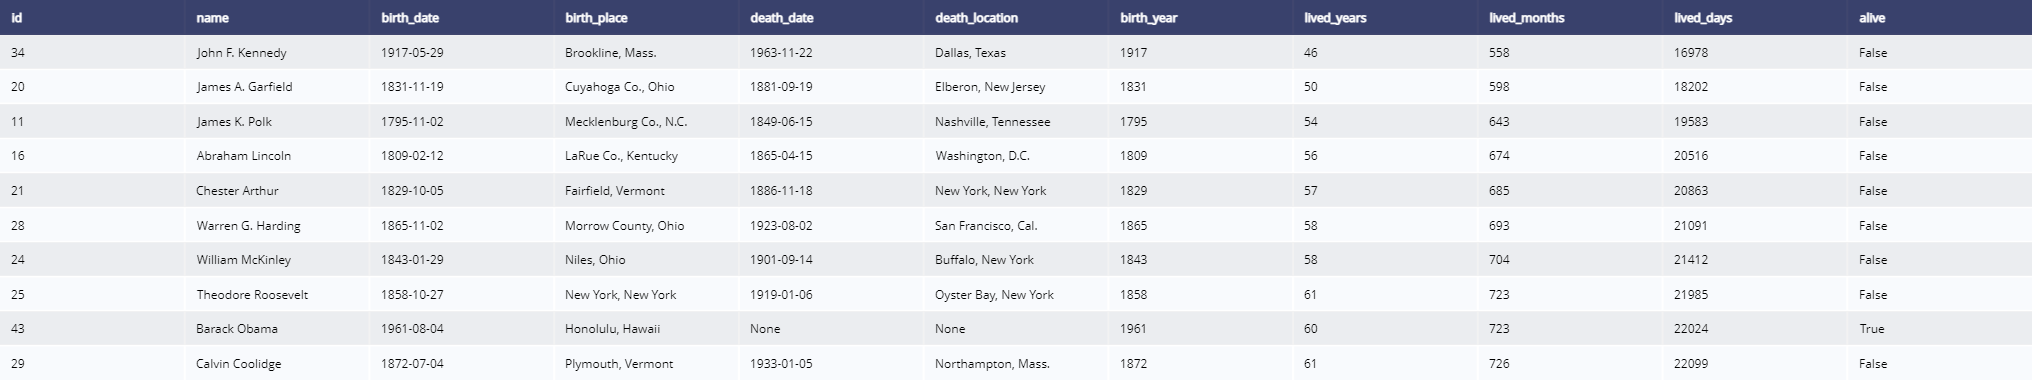 id name birth_date birth_place death_date death_location birth_year lived_years lived_months lived_days alive
34 John F. Kennedy 1917-05-29 Brookline, Mass. 1963-11-22 Dallas, Texas 1917 46 558 16978 False
20 James A. Garfield 1831-11-19 Cuyahoga Co., Ohio 1881-09-19 Elberon, New Jersey 1831 50 598 18202 False
11 James K. Polk 1795-11-02 Mecklenburg Co., N.C. 1849-06-15 Nashville, Tennessee 1795 54 643 19583 False
16 Abraham Lincoln 1809-02-12 LaRue Co., Kentucky 1865-04-15 Washington, D.C. 1809 56 674 20516 False
21 Chester Arthur 1829-10-05 Fairfield, Vermont 1886-11-18 New York, New York 1829 57 685 20863 False
28 Warren G. Harding 1865-11-02 Morrow County, Ohio 1923-08-02 San Francisco, Cal. 1865 58 693 21091 False
24 William McKinley 1843-01-29 Niles, Ohio 1901-09-14 Buffalo, New York 1843 58 704 21412 False
25 Theodore Roosevelt 1858-10-27 New York, New York 1919-01-06 Oyster Bay, New York 1858 61 723 21985 False
43 Barack Obama 1961-08-04 Honolulu, Hawaii None None 1961 60 723 22024 True
29 Calvin Coolidge 1872-07-04 Plymouth, Vermont 1933-01-05 Northampton, Mass. 1872 61 726 22099 False